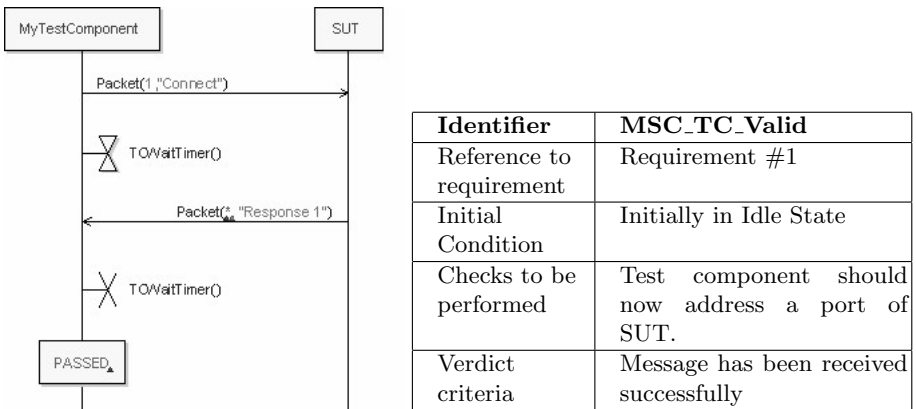 MyTestComponent SUT
Packet(1,"Connect")
TOWaitTimer()
Packet(*, "Response 1")
TOWaitTimer()
PASSED
Identifier MSC_TC_Valid
Reference to Requirement #1
requirement
Initial Initially in Idle State
Condition
Checks to be Test component should
performed now address a port of
SUT.
Verdict Message has been received
criteria successfully